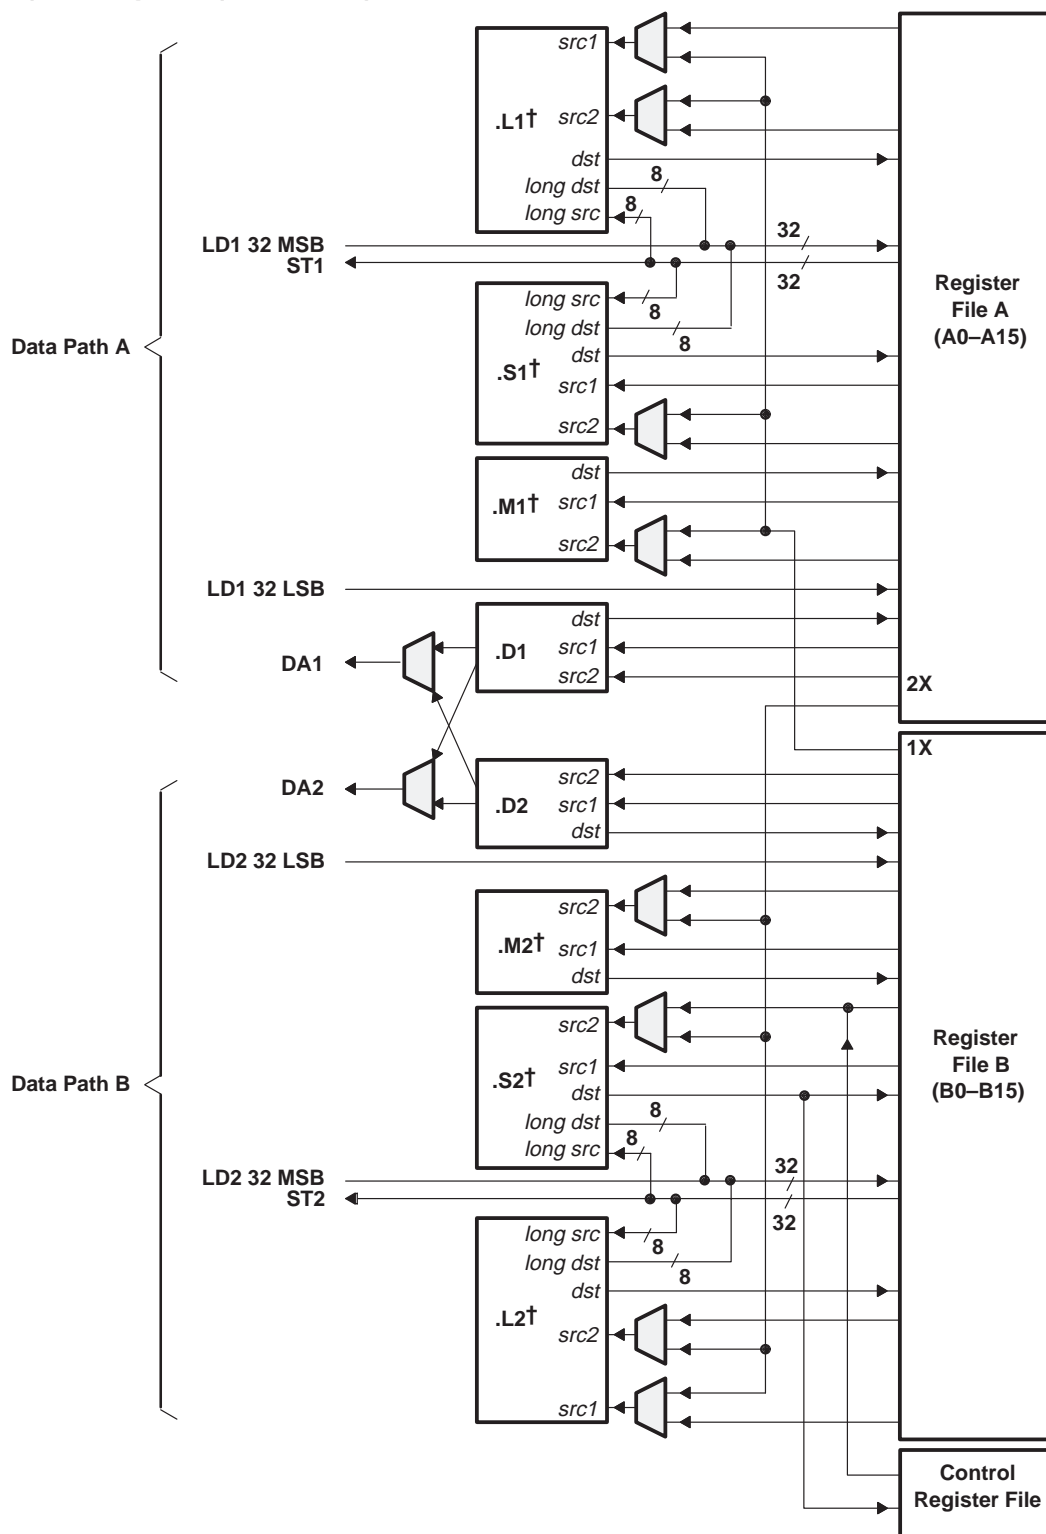 src1
.L1†
src2
dst
8
long dst
8
long src
LD1 32 MSB
32
ST1
32
Register
File A
(A0–A15)
long src
8
long dst
8
Data Path A
dst
.S1†
src1
src2
dst
.M1†
src1
src2
LD1 32 LSB
dst
DA1
.D1
src1
src2
2X
1X
src2
DA2
.D2
src1
dst
LD2 32 LSB
src2
.M2†
src1
dst
src2
Register
File B
(B0–B15)
src1
Data Path B
.S2†
dst
8
long dst
8
long src
LD2 32 MSB
32
ST2
32
long src
8
long dst
8
dst
.L2†
src2
src1
Control
Register File